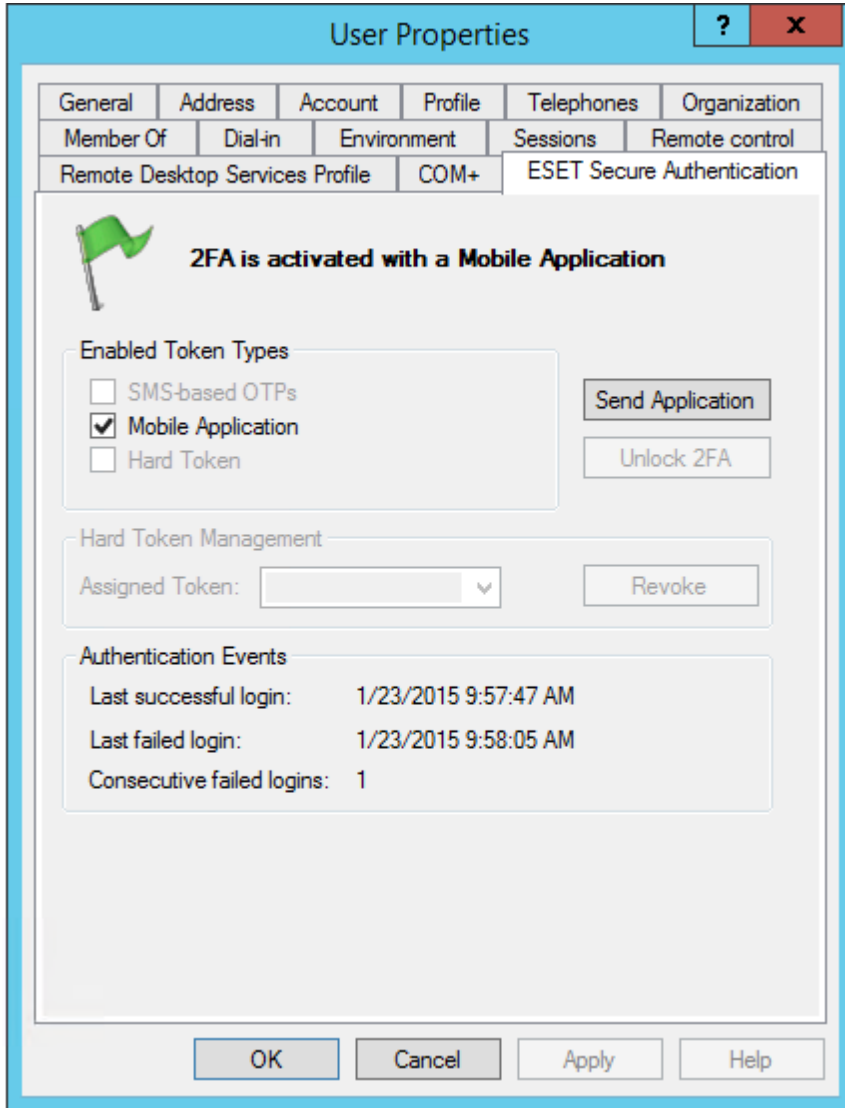 User Properties
?
x
General Address Account Profile Telephones Organization
Member Of Dial-in Environment Sessions Remote control
Remote Desktop Services Profile COM+ ESET Secure Authentication
2FA is activated with a Mobile Application
Enabled Token Types
SMS-based OTPs
Mobile Application
Hard Token
Send Application
Unlock 2FA
Hard Token Management
Assigned Token:
Revoke
Authentication Events
Last successful login: 1/23/2015 9:57:47 AM
Last failed login: 1/23/2015 9:58:05 AM
Consecutive failed logins: 1
OK Cancel Apply Help